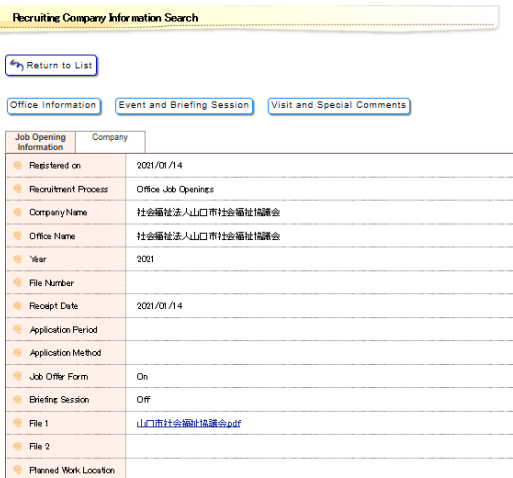 Recruiting Company Information Search
Return to List
Office Information
Event and Briefing Session
Visit and Special Comments
Job Opening Information
Company
Registered on 2021/01/14
Recruitment Process Office Job Openings
Company Name 社会福祉法人山口市社会福祉協議会
Office Name 社会福祉法人山口市社会福祉協議会
Year 2021
File Number
Receipt Date 2021/01/14
Application Period
Application Method
Job Offer Form On
Briefing Session Off
File 1 山口市社会福祉協議会.pdf
File 2
Planned Work Location